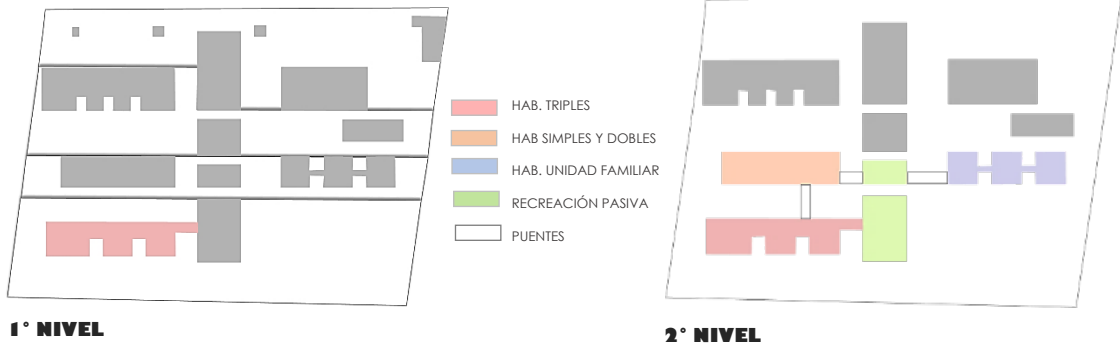 HAB. TRIPLES
HAB SIMPLES Y DOBLES
HAB. UNIDAD FAMILIAR
RECREACIÓN PASIVA
PUENTES
1° NIVEL
2° NIVEL